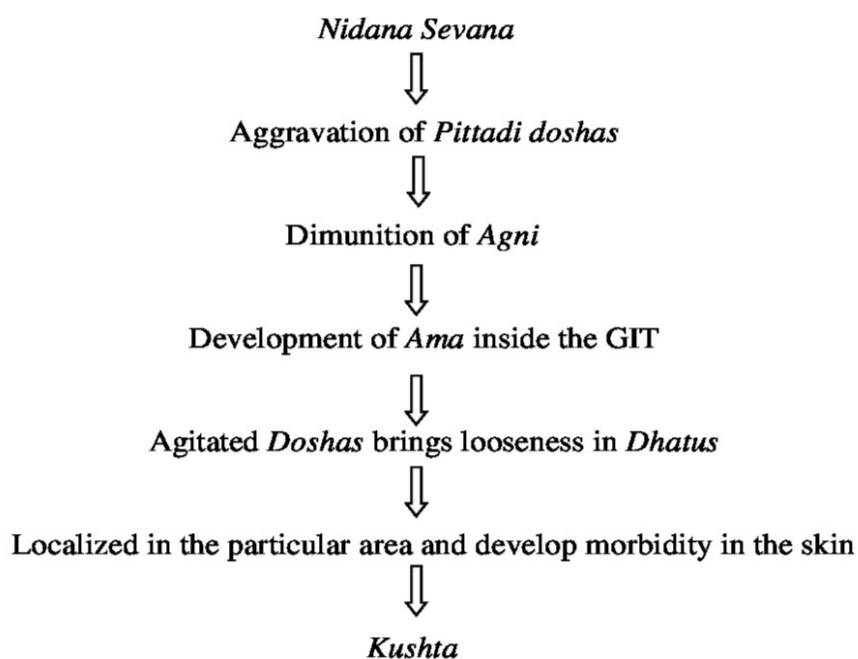 Nidana Sevana
Aggravation of Pittadi doshas
Dimunition of Agni
Development of Ama inside the GIT
Agitated Doshas brings looseness in Dhatus
Localized in the particular area and develop morbidity in the skin
Kushta